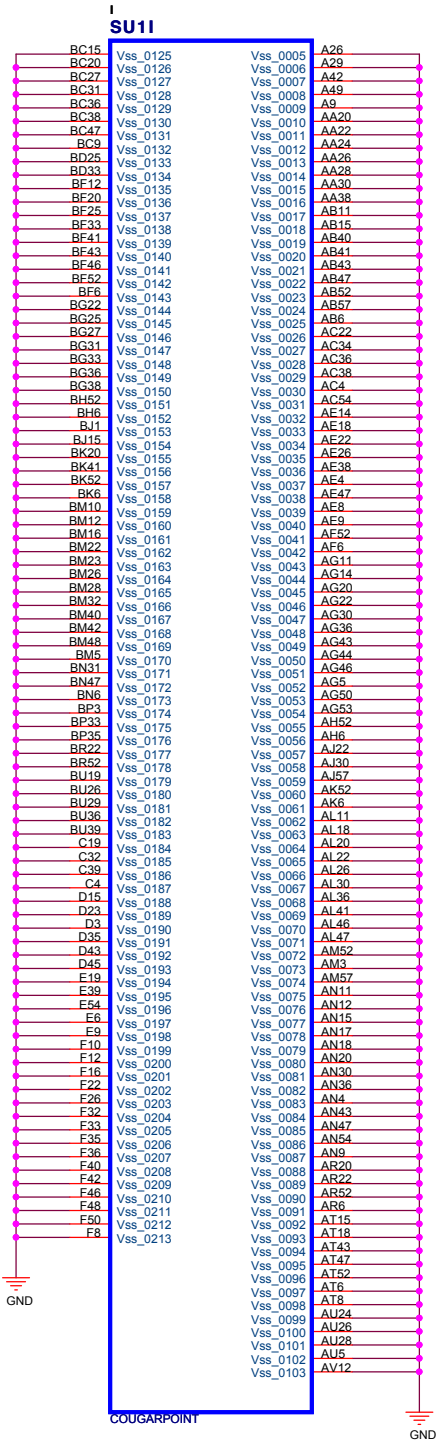 I
SU1I
BC15 Vss_0125 Vss_0005 A26
BC20 Vss_0126 Vss_0006 A29
BC27 Vss_0127 Vss_0007 A42
BC31 Vss_0128 Vss_0008 A49
BC36 Vss_0129 Vss_0009 A9
BC38 Vss_0130 Vss_0010 AA20
BC47 Vss_0131 Vss_0011 AA22
BC9 Vss_0132 Vss_0012 AA24
BD25 Vss_0133 Vss_0013 AA26
BD33 Vss_0134 Vss_0014 AA28
BF12 Vss_0135 Vss_0015 AA30
BF20 Vss_0136 Vss_0016 AA38
BF25 Vss_0137 Vss_0017 AB11
BF33 Vss_0138 Vss_0018 AB15
BF41 Vss_0139 Vss_0019 AB40
BF43 Vss_0140 Vss_0020 AB41
BF46 Vss_0141 Vss_0021 AB43
BF52 Vss_0142 Vss_0022 AB47
BF6 Vss_0143 Vss_0023 AB52
BG22 Vss_0144 Vss_0024 AB57
BG25 Vss_0145 Vss_0025 AB6
BG27 Vss_0146 Vss_0026 AC22
BG31 Vss_0147 Vss_0027 AC34
BG33 Vss_0148 Vss_0028 AC36
BG36 Vss_0149 Vss_0029 AC38
BG38 Vss_0150 Vss_0030 AC4
BH52 Vss_0151 Vss_0031 AC54
BH6 Vss_0152 Vss_0032 AE14
BJ1 Vss_0153 Vss_0033 AE18
BJ15 Vss_0154 Vss_0034 AE22
BK20 Vss_0155 Vss_0035 AE26
BK41 Vss_0156 Vss_0036 AE38
BK52 Vss_0157 Vss_0037 AE4
BK6 Vss_0158 Vss_0038 AE47
BM10 Vss_0159 Vss_0039 AE8
BM12 Vss_0160 Vss_0040 AE9
BM16 Vss_0161 Vss_0041 AF52
BM22 Vss_0162 Vss_0042 AF6
BM23 Vss_0163 Vss_0043 AG11
BM26 Vss_0164 Vss_0044 AG14
BM28 Vss_0165 Vss_0045 AG20
BM32 Vss_0166 Vss_0046 AG22
BM40 Vss_0167 Vss_0047 AG30
BM42 Vss_0168 Vss_0048 AG36
BM48 Vss_0169 Vss_0049 AG43
BM5 Vss_0170 Vss_0050 AG44
BN31 Vss_0171 Vss_0051 AG46
BN47 Vss_0172 Vss_0052 AG5
BN6 Vss_0173 Vss_0053 AG50
BP3 Vss_0174 Vss_0054 AG53
BP33 Vss_0175 Vss_0055 AH52
BP35 Vss_0176 Vss_0056 AH6
BR22 Vss_0177 Vss_0057 AJ22
BR52 Vss_0178 Vss_0058 AJ30
BU19 Vss_0179 Vss_0059 AJ57
BU26 Vss_0180 Vss_0060 AK52
BU29 Vss_0181 Vss_0061 AK6
BU36 Vss_0182 Vss_0062 AL11
BU39 Vss_0183 Vss_0063 AL18
C19 Vss_0184 Vss_0064 AL20
C32 Vss_0185 Vss_0065 AL22
C39 Vss_0186 Vss_0066 AL26
C4 Vss_0187 Vss_0067 AL30
D15 Vss_0188 Vss_0068 AL36
D23 Vss_0189 Vss_0069 AL41
D3 Vss_0190 Vss_0070 AL46
D35 Vss_0191 Vss_0071 AL47
D43 Vss_0192 Vss_0072 AM52
D45 Vss_0193 Vss_0073 AM3
E19 Vss_0194 Vss_0074 AM57
E39 Vss_0195 Vss_0075 AN11
E54 Vss_0196 Vss_0076 AN12
E6 Vss_0197 Vss_0077 AN15
E9 Vss_0198 Vss_0078 AN17
F10 Vss_0199 Vss_0079 AN18
F12 Vss_0200 Vss_0080 AN20
F16 Vss_0201 Vss_0081 AN30
F22 Vss_0202 Vss_0082 AN36
F26 Vss_0203 Vss_0083 AN4
F32 Vss_0204 Vss_0084 AN43
F33 Vss_0205 Vss_0085 AN47
F35 Vss_0206 Vss_0086 AN54
F36 Vss_0207 Vss_0087 AN9
F40 Vss_0208 Vss_0088 AR20
F42 Vss_0209 Vss_0089 AR22
F46 Vss_0210 Vss_0090 AR52
F48 Vss_0211 Vss_0091 AR6
F50 Vss_0212 Vss_0092 AT15
F8 Vss_0213 Vss_0093 AT18
Vss_0094 AT43
Vss_0095 AT47
Vss_0096 AT52
Vss_0097 AT6
Vss_0098 AT8
Vss_0099 AU24
Vss_0100 AU26
Vss_0101 AU28
Vss_0102 AU5
Vss_0103 AV12
GND
COUGARPOINT
GND